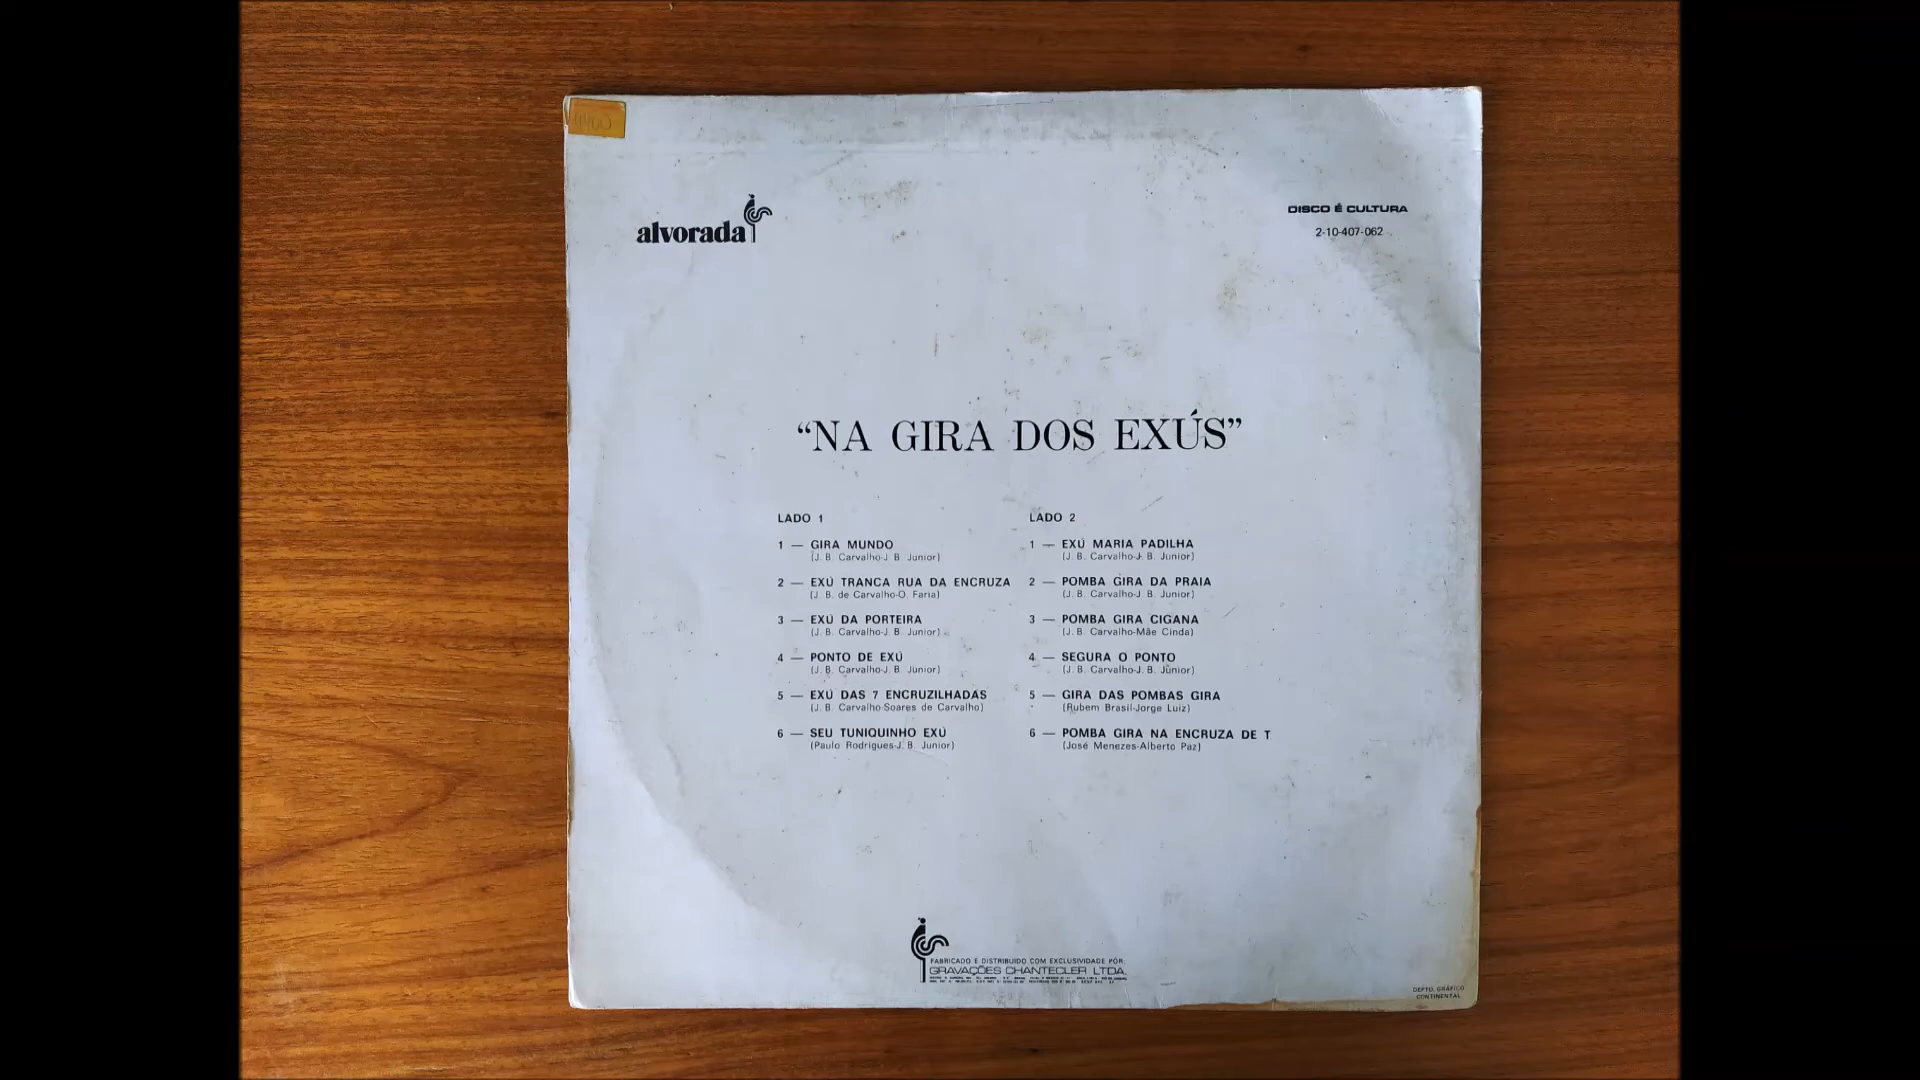 alvorada
DISCO É CULTURA
2-10-407-062
“NA GIRA DOS EXÚS”
LADO 1
1 — GIRA MUNDO
(J. B. Carvalho-J. B. Junior)
2 — EXÚ TRANCA RUA DA ENCRUZA
(J. B. de Carvalho-O. Faria)
3 — EXÚ DA PORTEIRA
(J. B. Carvalho-J. B. Junior)
4 — PONTO DE EXÚ
(J. B. Carvalho-J. B. Junior)
5 — EXÚ DAS 7 ENCRUZILHADAS
(J. B. Carvalho-Soares de Carvalho)
6 — SEU TUNIQUINHO EXÚ
(Paulo Rodrigues-J. B. Junior)
LADO 2
1 — EXÚ MARIA PADILHA
(J. B. Carvalho-J. B. Junior)
2 — POMBA GIRA DA PRAIA
(J. B. Carvalho-J. B. Junior)
3 — POMBA GIRA CIGANA
(J. B. Carvalho-Mãe Cinda)
4 — SEGURA O PONTO
(J. B. Carvalho-J. B. Junior)
5 — GIRA DAS POMBAS GIRA
(Rubem Brasil-Jorge Luiz)
6 — POMBA GIRA NA ENCRUZA DE T
(José Menezes-Alberto Paz)
FABRICADO E DISTRIBUIDO COM EXCLUSIVIDADE POR:
GRAVAÇÕES CHANTECLER LTDA.
DEPTO. GRÁFICO
CONTINENTAL